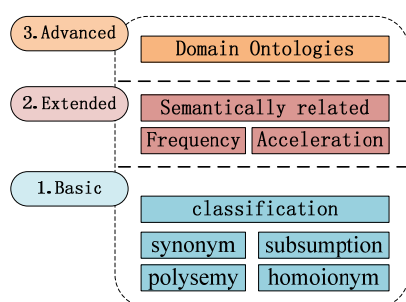 3.Advanced
Domain Ontologies
2.Extended
Semantically related
Frequency Acceleration
1.Basic
classification
synonym subsumption
polysemy homoionym